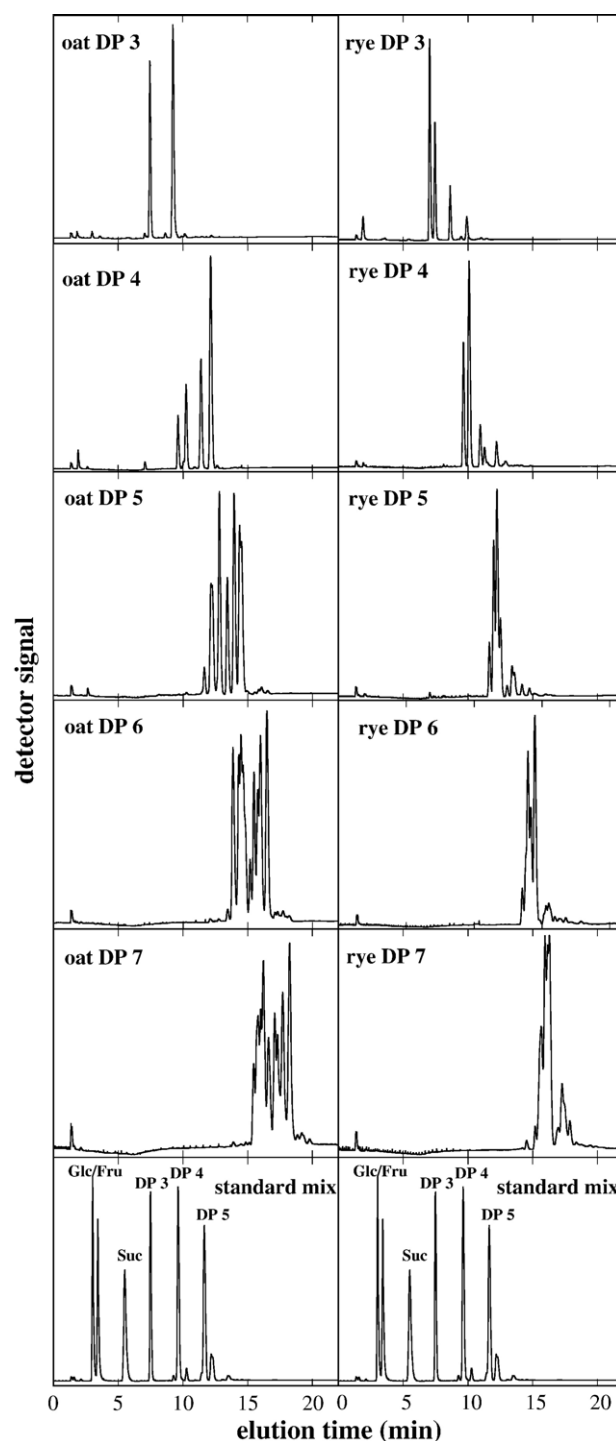 oat DP 3
rye DP 3
oat DP 4
rye DP 4
oat DP 5
rye DP 5
detector signal
oat DP 6
rye DP 6
oat DP 7
rye DP 7
Glc/Fru
Suc
DP 3
DP 4
DP 5
standard mix
Glc/Fru
Suc
DP 3
DP 4
DP 5
standard mix
0 5 10 15 20 0 5 10 15 20
elution time (min)